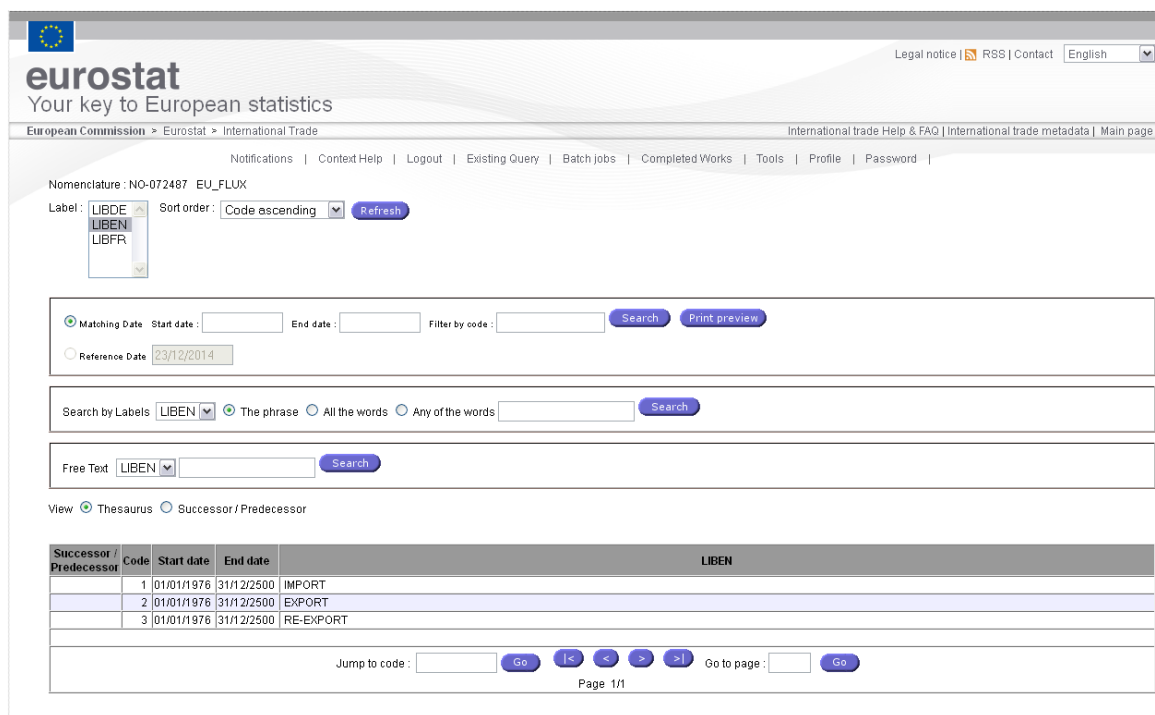 Legal notice | RSS | Contact English
eurostat
Your key to European statistics
European Commission > Eurostat > International Trade International trade Help & FAQ | International trade metadata | Main page
Notifications | Context Help | Logout | Existing Query | Batch jobs | Completed Works | Tools | Profile | Password |
Nomenclature : NO-072487 EU_FLUX
Label : LIBDE Sort order : Code ascending Refresh
LIBEN
LIBFR
Matching Date Start date : End date : Filter by code : Search Print preview
Reference Date 23/12/2014
Search by Labels LIBEN The phrase All the words Any of the words Search
Free Text LIBEN Search
View Thesaurus Successor / Predecessor
Successor / Predecessor Code Start date End date LIBEN
1 01/01/1976 31/12/2500 IMPORT
2 01/01/1976 31/12/2500 EXPORT
3 01/01/1976 31/12/2500 RE-EXPORT
Jump to code : Go |< < > >| Go to page : Go
Page 1/1